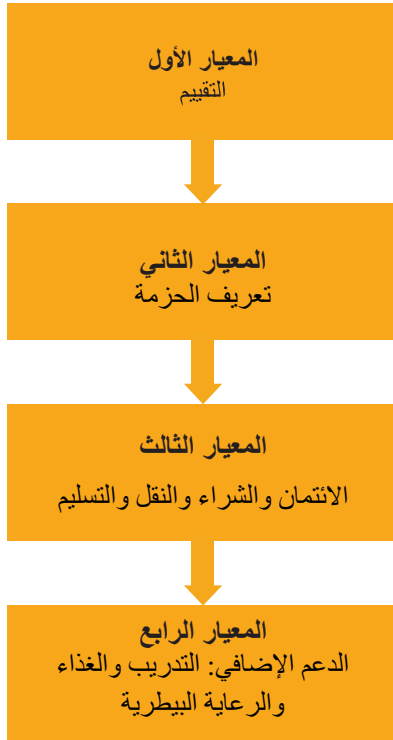 المعيار الأول
التقييم
المعيار الثاني
تعريف الحزمة
المعيار الثالث
الائتمان والشراء والنقل والتسليم
المعيار الرابع
الدعم الإضافي: التدريب والغذاء
والرعاية البيطرية